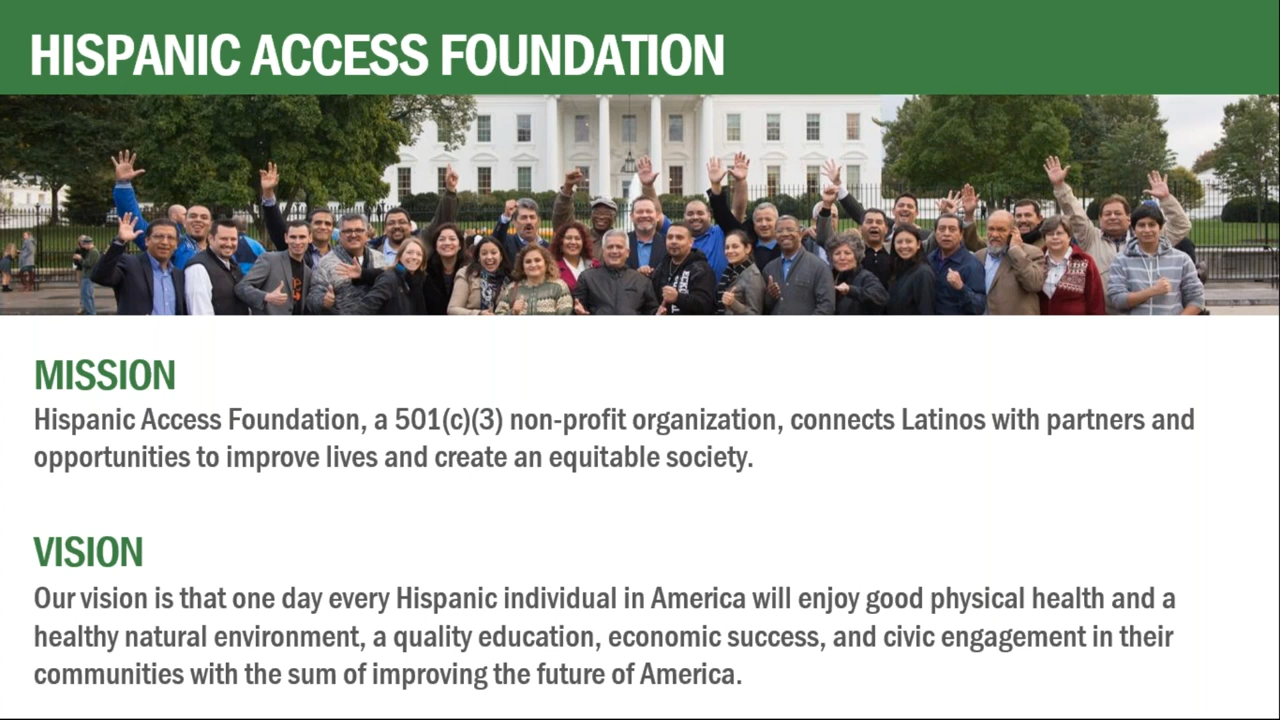 HISPANIC ACCESS FOUNDATION
MISSION
Hispanic Access Foundation, a 501(c)(3) non-profit organization, connects Latinos with partners and
opportunities to improve lives and create an equitable society.
VISION
Our vision is that one day every Hispanic individual in America will enjoy good physical health and a
healthy natural environment, a quality education, economic success, and civic engagement in their
communities with the sum of improving the future of America.